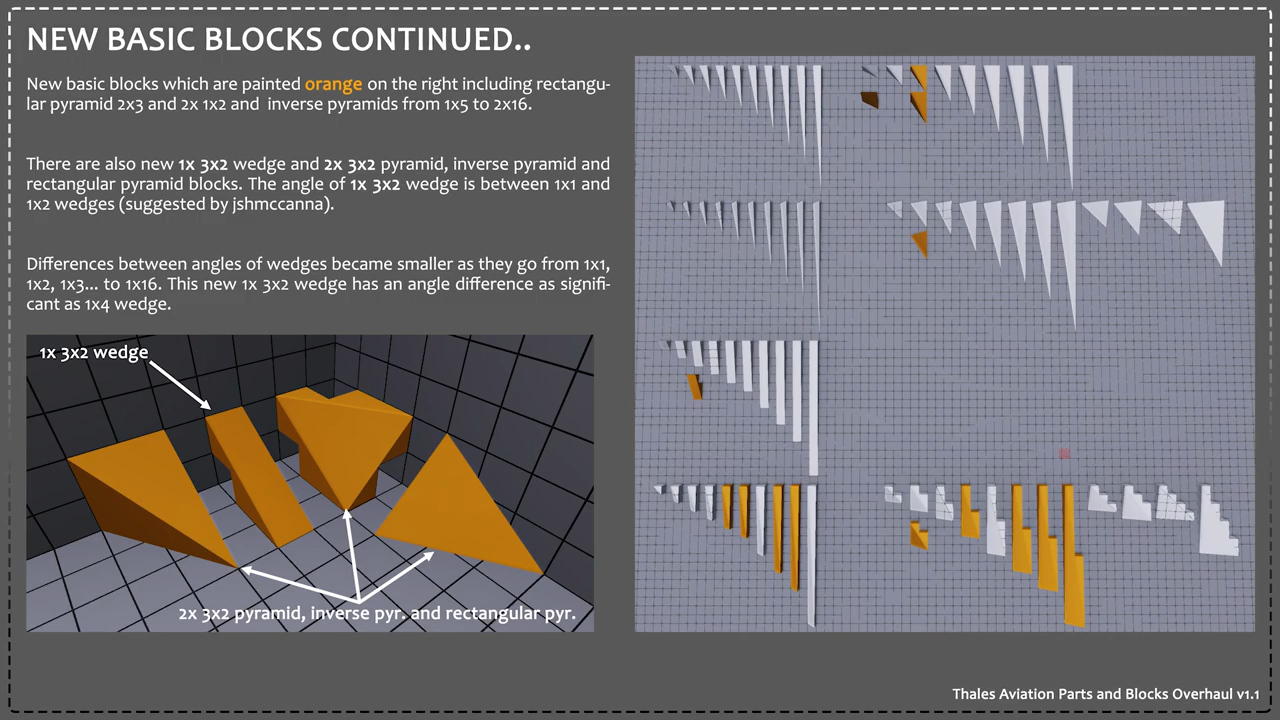 NEW BASIC BLOCKS CONTINUED..
New basic blocks which are painted orange on the right including rectangu-
lar pyramid 2x3 and 2x 1x2 and  inverse pyramids from 1x5 to 2x16.
There are also new 1x 3x2 wedge and 2x 3x2 pyramid, inverse pyramid and
rectangular pyramid blocks. The angle of 1x 3x2 wedge is between 1x1 and
1x2 wedges (suggested by jshmccanna).
Differences between angles of wedges became smaller as they go from 1x1,
1x2, 1x3... to 1x16. This new 1x 3x2 wedge has an angle difference as signifi-
cant as 1x4 wedge.
1x 3x2 wedge
2x 3x2 pyramid, inverse pyr. and rectangular pyr.
Thales Aviation Parts and Blocks Overhaul v1.1